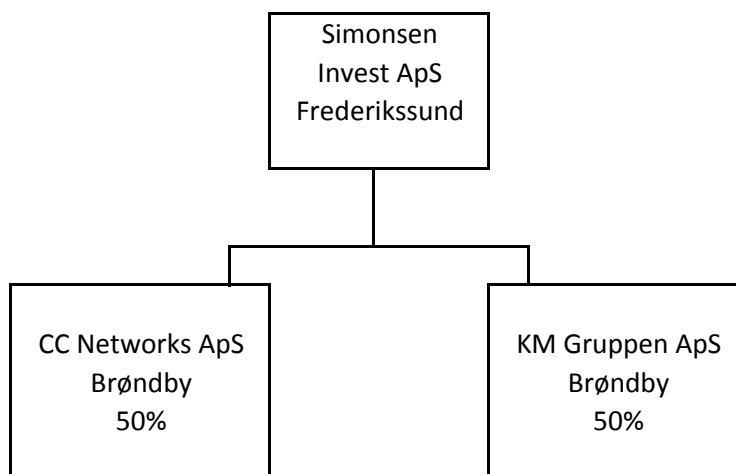 Simonsen
Invest ApS
Frederikssund
CC Networks ApS
Brøndby
50%
KM Gruppen ApS
Brøndby
50%